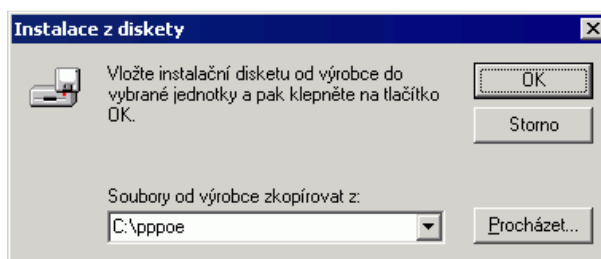 Instalace z diskety
Vložte instalační disketu od výrobce do
vybrané jednotky a pak klepněte na tlačítko
OK.
OK
Storno
Soubory od výrobce zkopírovat z:
C:\pppoe
Procházet...